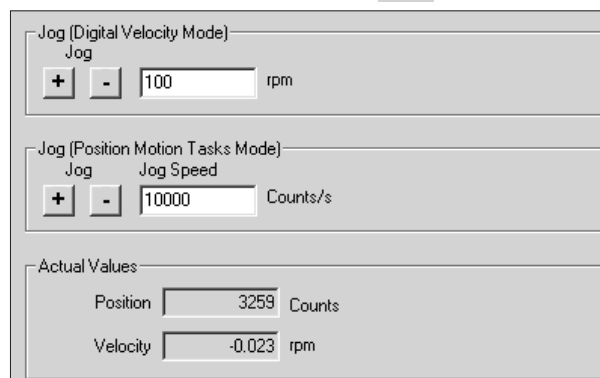 Jog (Digital Velocity Mode)
Jog
+ - 100 rpm
Jog (Position Motion Tasks Mode)
Jog Jog Speed
+ - 10000 Counts/s
Actual Values
Position 3259 Counts
Velocity -0.023 rpm